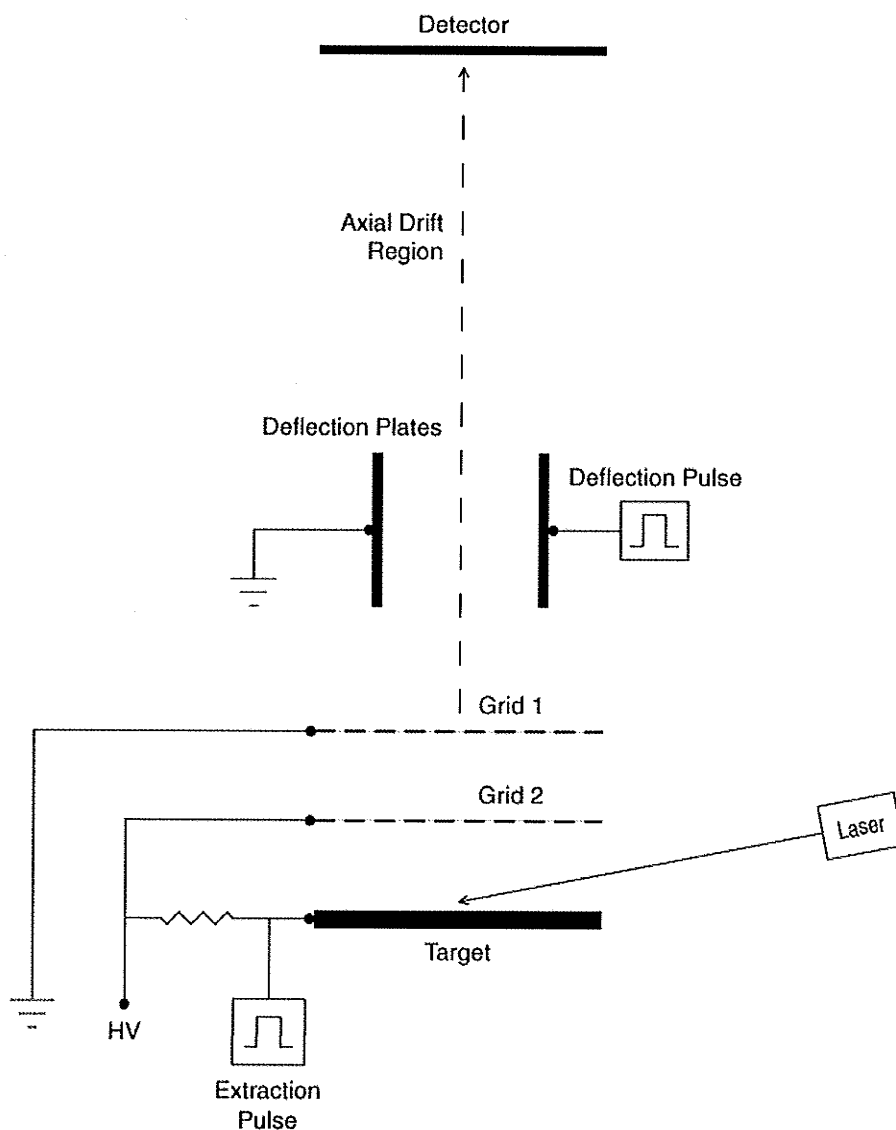 Detector
Axial Drift
Region
Deflection Plates
Deflection Pulse
Grid 1
Grid 2
Laser
Target
HV
Extraction
Pulse